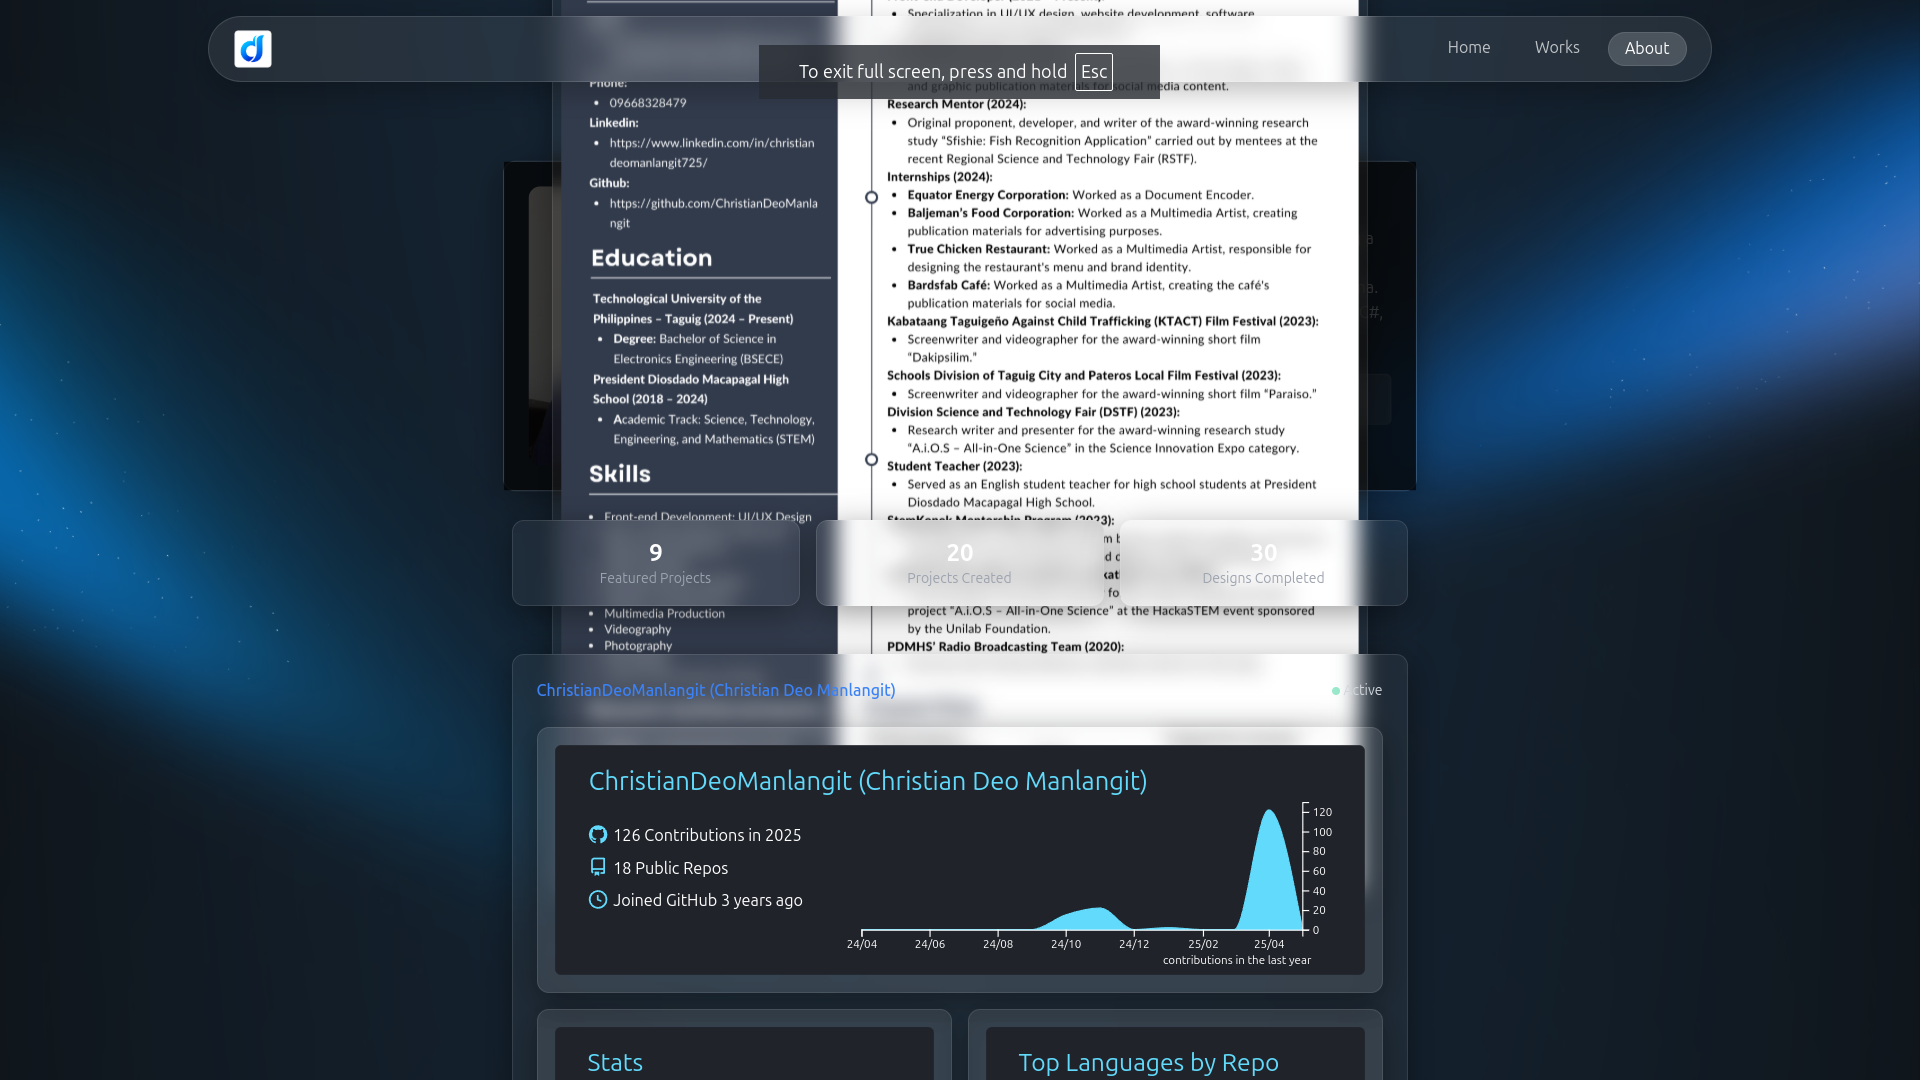 Specialization in UI/UX design, website development, software
Home
Works
About
To exit full screen, press and hold Esc
and graphic publication materials for social media content.
Phone:
09668328479
Linkedin:
https://www.linkedin.com/in/christian
deomanlangit725/
Github:
https://github.com/ChristianDeoManla
ngit
Education
Technological University of the
Philippines – Taguig (2024 – Present)
Degree: Bachelor of Science in
Electronics Engineering (BSECE)
President Diosdado Macapagal High
School (2018 – 2024)
Academic Track: Science, Technology,
Engineering, and Mathematics (STEM)
Skills
Front-end Development: UI/UX Design
Multimedia Production
Videography
Photography
Research Mentor (2024):
Original proponent, developer, and writer of the award-winning research
study “Sfishie: Fish Recognition Application” carried out by mentees at the
recent Regional Science and Technology Fair (RSTF).
Internships (2024):
Equator Energy Corporation: Worked as a Document Encoder.
Baljeman’s Food Corporation: Worked as a Multimedia Artist, creating
publication materials for advertising purposes.
True Chicken Restaurant: Worked as a Multimedia Artist, responsible for
designing the restaurant's menu and brand identity.
Bardsfab Café: Worked as a Multimedia Artist, creating the café's
publication materials for social media.
Kabataang Taguigeño Against Child Trafficking (KTACT) Film Festival (2023):
Screenwriter and videographer for the award-winning short film
“Dakipsilim.”
Schools Division of Taguig City and Pateros Local Film Festival (2023):
Screenwriter and videographer for the award-winning short film “Paraiso.”
Division Science and Technology Fair (DSTF) (2023):
Research writer and presenter for the award-winning research study
“A.i.O.S – All-in-One Science” in the Science Innovation Expo category.
Student Teacher (2023):
Served as an English student teacher for high school students at President
Diosdado Macapagal High School.
StemKonek Mentorship Program (2023):
project “A.i.O.S – All-in-One Science” at the HackaSTEM event sponsored
by the Unilab Foundation.
PDMHS’ Radio Broadcasting Team (2020):
9
Featured Projects
20
Projects Created
30
Designs Completed
ChristianDeoManlangit (Christian Deo Manlangit)
Active
ChristianDeoManlangit (Christian Deo Manlangit)
126 Contributions in 2025
18 Public Repos
Joined GitHub 3 years ago
120
100
80
60
40
20
0
24/04 24/06 24/08 24/10 24/12 25/02 25/04
contributions in the last year
Stats
Top Languages by Repo